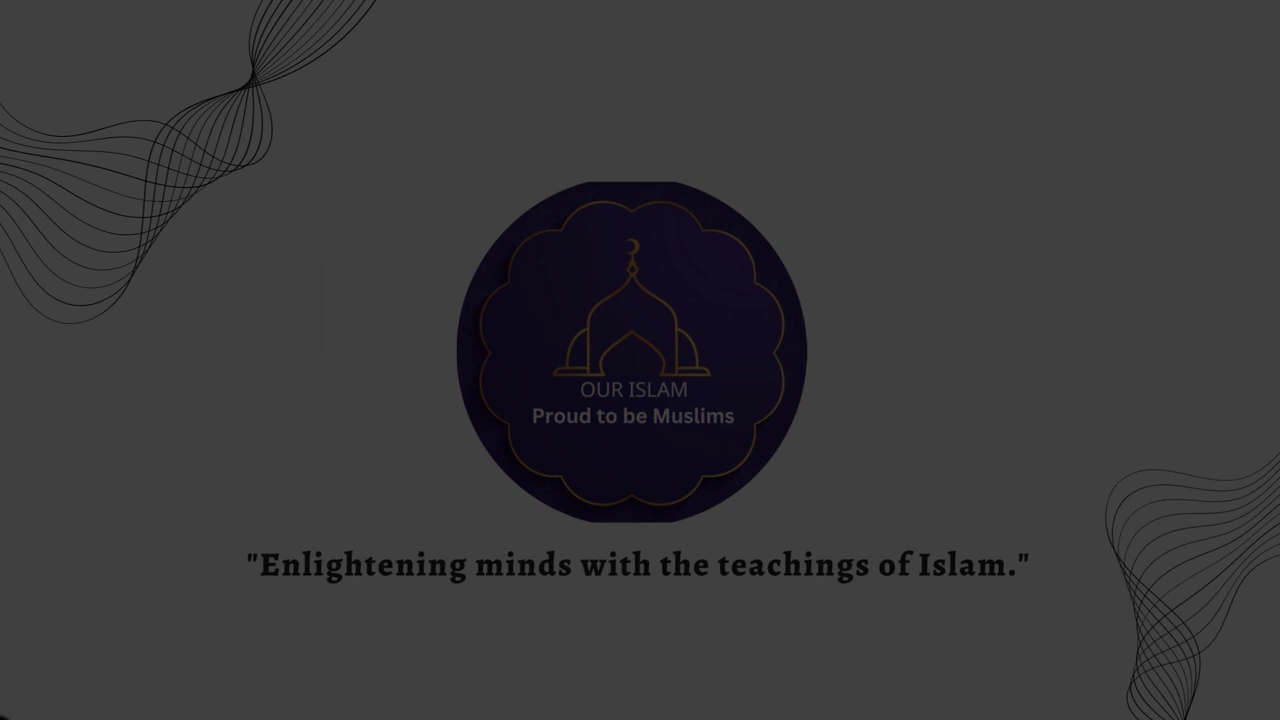 OUR ISLAM
Proud to be Muslims
"Enlightening minds with the teachings of Islam."